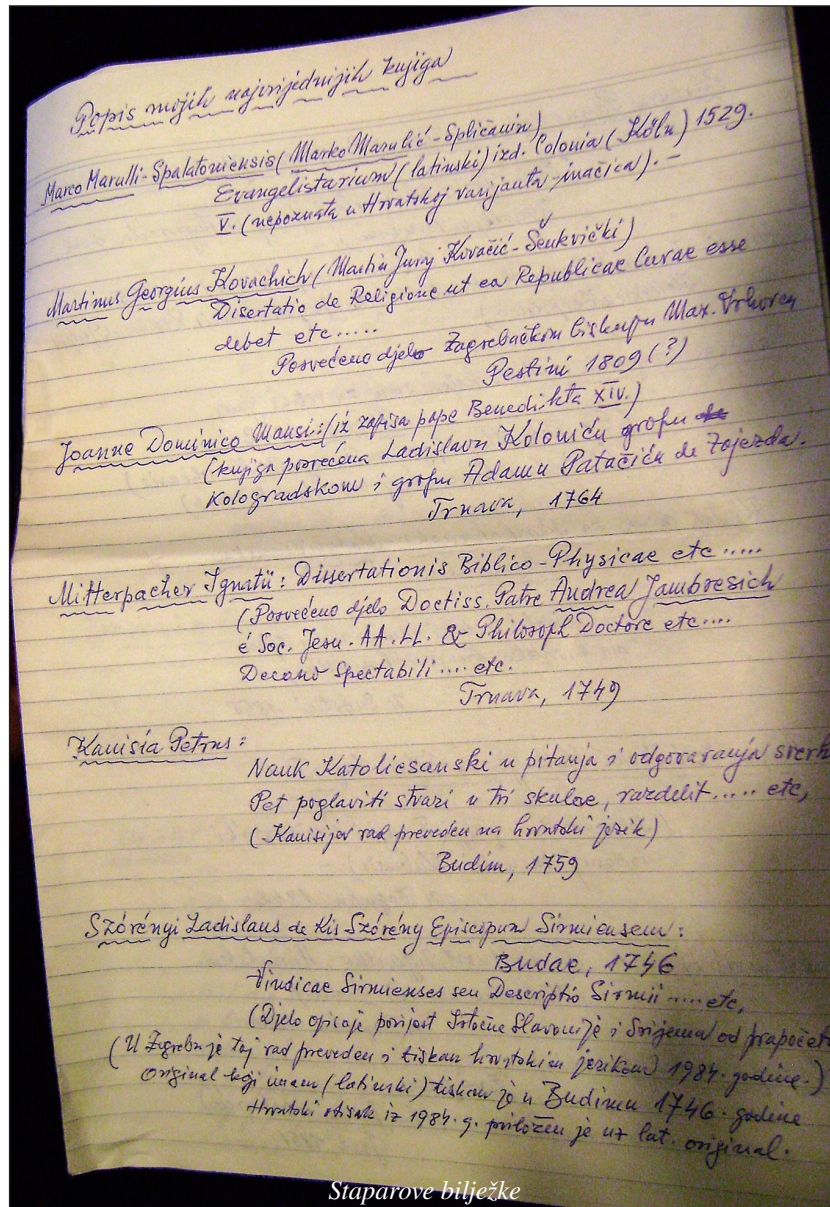 Popis mojih najvrijednijih knjiga
Marco Marulli-Spalatoniensis (Marko Marulić-Splićanin)
Evangelistarium (latinski) izd. Colonia (Köln) 1529.
V. (nepoznata u Hrvatskoj varijanta-inačica). –
Martinus Georgius Kovachich (Martin Juraj Kovačić-Šenkvički)
Disertatio de Religione ut ea Republicae Curae esse
debet etc.....
Posvećeno djelo Zagrebačkom biskupu Max. Vrhovcu
Pestini 1809 (?)
Joanne Dominico Mansi: (iz zapisa pape Benedikta XIV.)
(knjiga posvećena Ladislavu Koloniću grofu
Kologradskom i grofu Adamu Patačiću de Zajezda.
Trnava, 1764
Mitterpacher Ignatii: Dissertationis Biblico-Physicae etc.....
(Posvećeno djelo Doctiss. Patre Andrea Jambresich
é Soc. Jesu. AA. LL. & Philosoph Doctore etc....
Decano Spectabili.... etc.
Trnava, 1749
Kanisia Petrus:
Nauk Katolicsanski u pitanja i odgovaranja sverh
Pet poglaviti stvari u tri skulae, razdelit..... etc,
(Kanisijev rad preveden na hrvatski jezik)
Budim, 1759
Szórényi Ladislaus de Kis Szórény Episcopum Sirmiensem:
Budae, 1746
Vindicae Sirmienses seu Descriptio Sirmii..... etc,
(Djelo opisuje povijest Istočne Slavonije i Srijema od prapočet
(U Zagrebu je taj rad preveden i tiskan hrvatskim jezikom 1984. godine.)
Original koji imam (latinski) tiskan je u Budimu 1746. godine
Hrvatski otisak iz 1984. g. priložen je uz lat. original.
Staparove bilježke